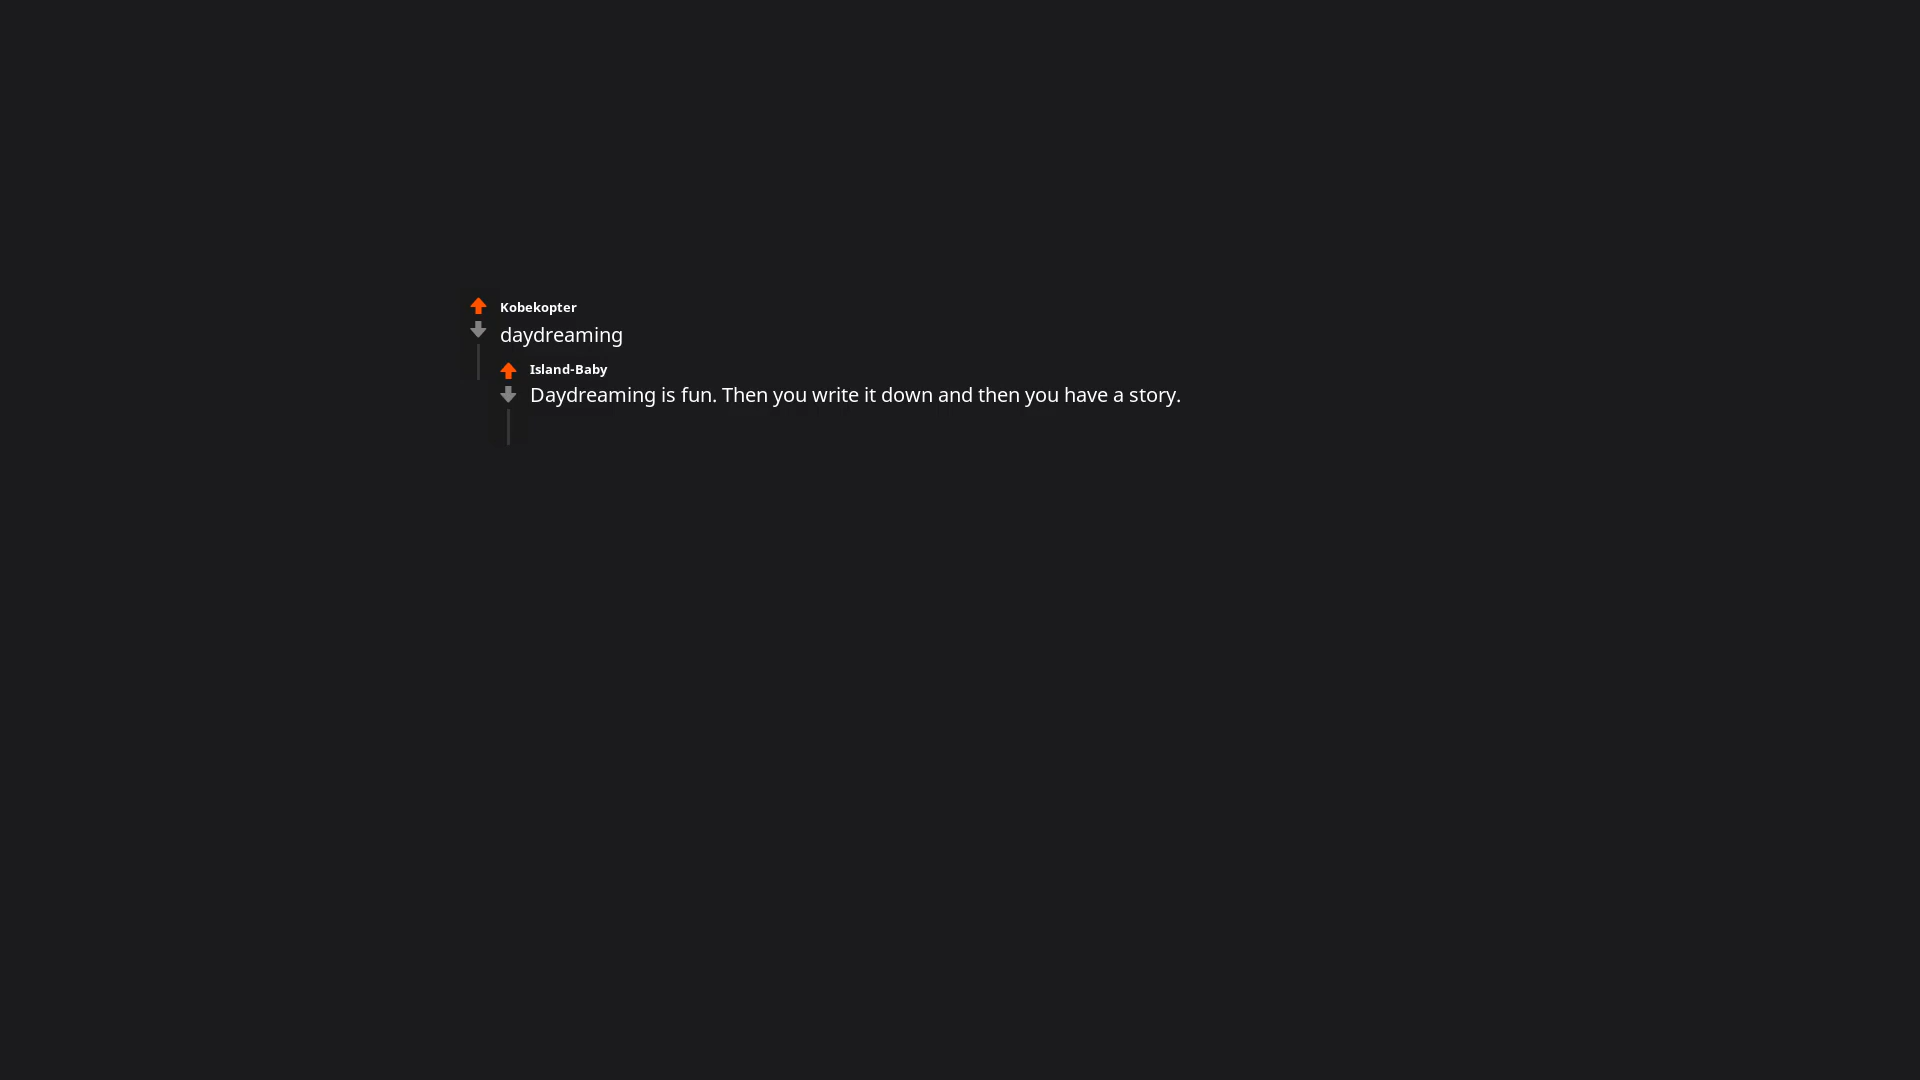 Kobekopter
daydreaming
Island-Baby
Daydreaming is fun. Then you write it down and then you have a story.